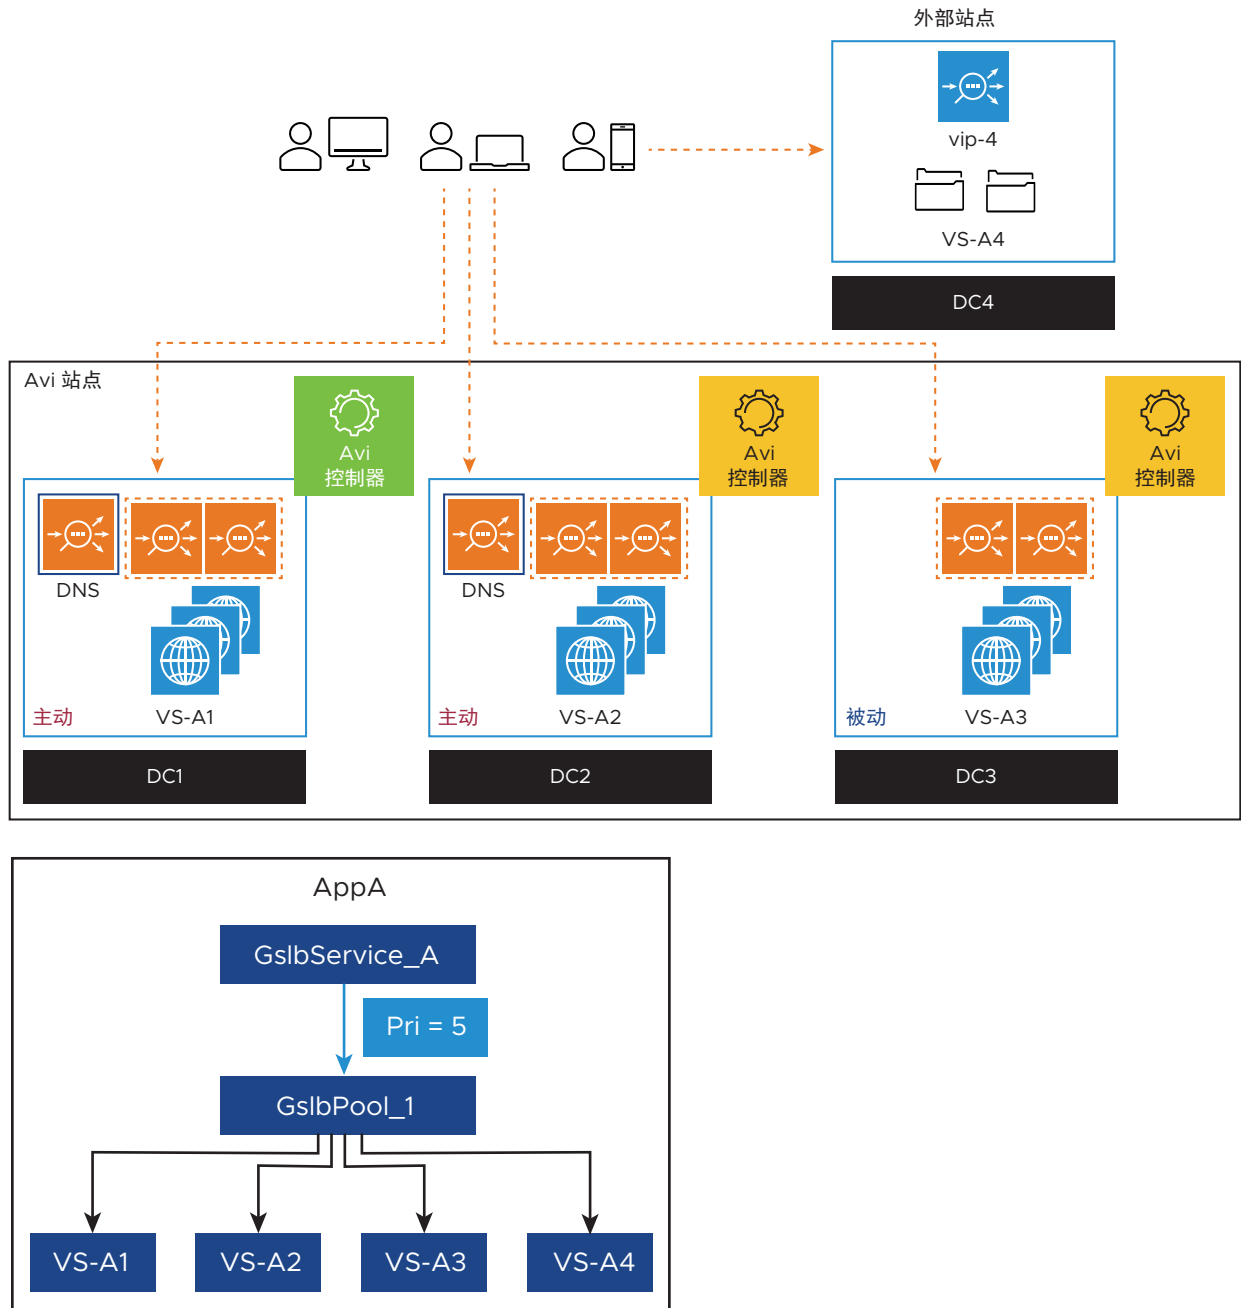 外部站点
vip-4
VS-A4
DC4
Avi 站点
Avi
控制器
Avi
控制器
Avi
控制器
DNS
DNS
主动
VS-A1
主动
VS-A2
被动
VS-A3
DC1
DC2
DC3
AppA
GslbService_A
Pri = 5
GslbPool_1
VS-A1
VS-A2
VS-A3
VS-A4